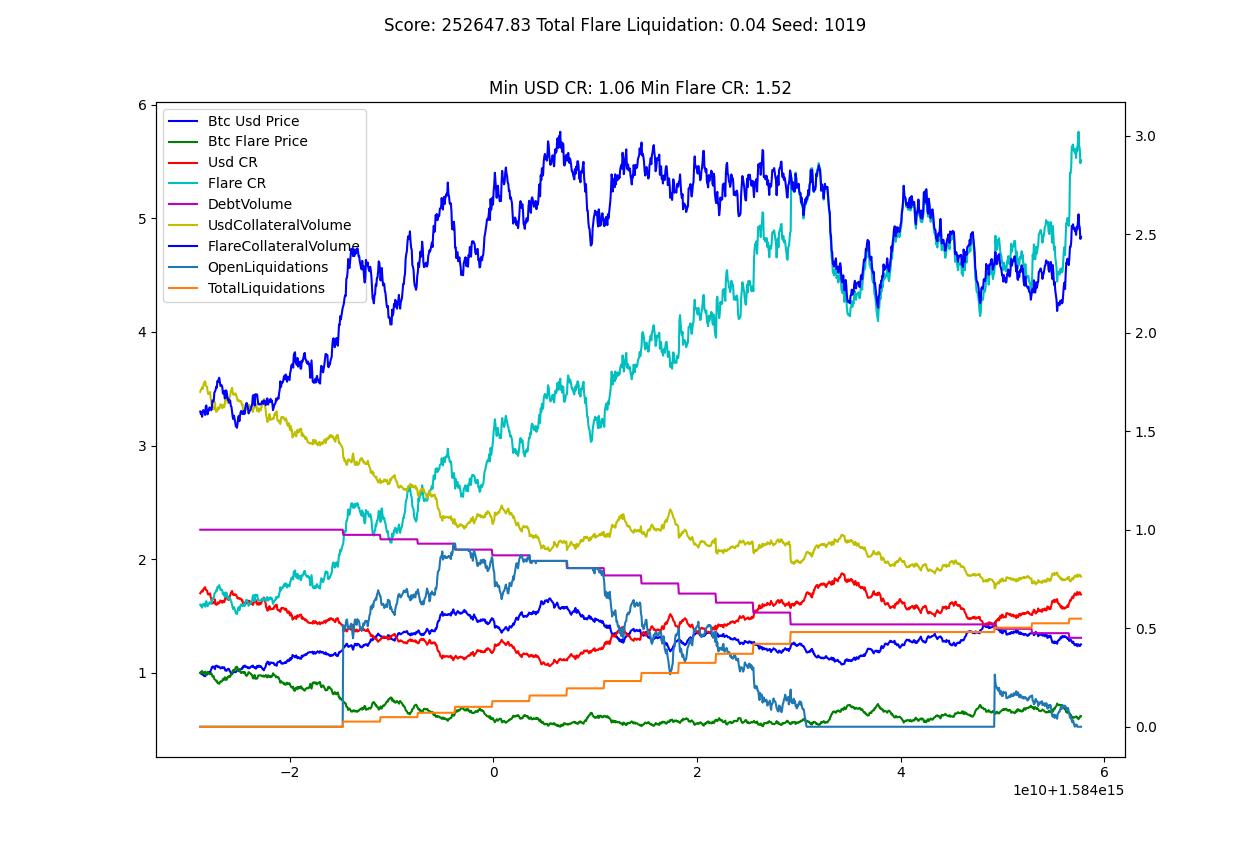 Score: 252647.83 Total Flare Liquidation: 0.04 Seed: 1019
Min USD CR: 1.06 Min Flare CR: 1.52
Btc Usd Price
Btc Flare Price
Usd CR
Flare CR
DebtVolume
UsdCollateralVolume
FlareCollateralVolume
OpenLiquidations
TotalLiquidations
6
5
4
3
2
1
3.0
2.5
2.0
1.5
1.0
0.5
0.0
−2
0
2
4
6
1e10+1.584e15